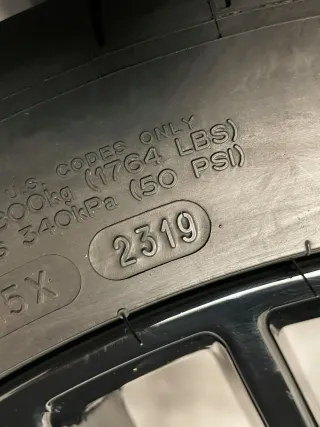 U.S. CODES ONLY
800kg (1764 LBS)
340kPa (50 PSI)
2319
5X